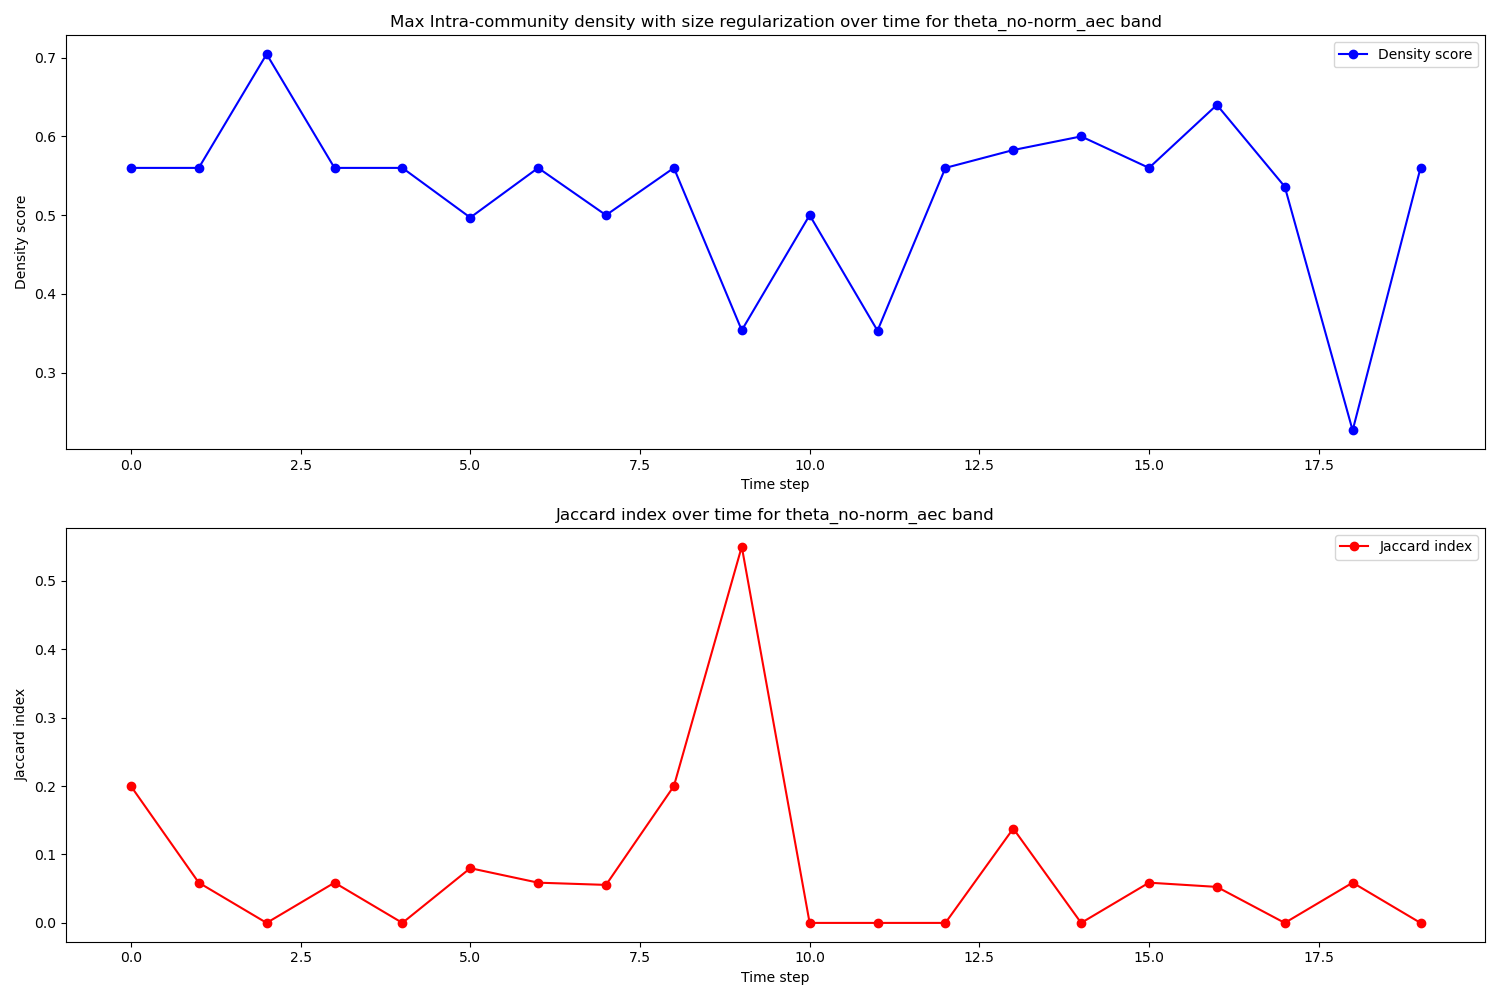 Max Intra-community density with size regularization over time for theta_no-norm_aec band
Density score
Density score
0.7
0.6
0.5
0.4
0.3
0.0 2.5 5.0 7.5 10.0 12.5 15.0 17.5
Time step
Jaccard index over time for theta_no-norm_aec band
Jaccard index
Jaccard index
0.5
0.4
0.3
0.2
0.1
0.0
0.0 2.5 5.0 7.5 10.0 12.5 15.0 17.5
Time step